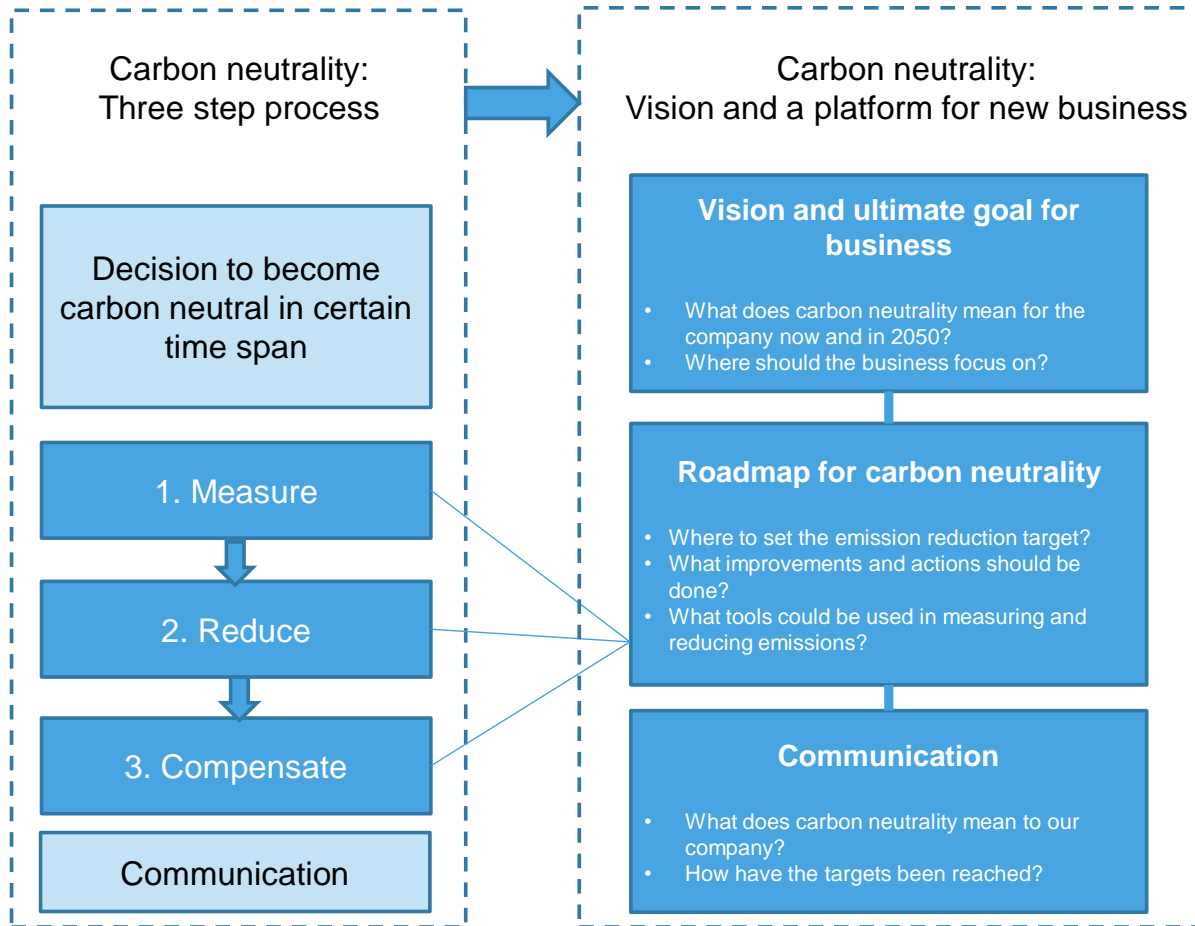 Carbon neutrality:
Three step process
Decision to become
carbon neutral in certain
time span
1. Measure
2. Reduce
3. Compensate
Communication
Carbon neutrality:
Vision and a platform for new business
Vision and ultimate goal for
business
• What does carbon neutrality mean for the
company now and in 2050?
• Where should the business focus on?
Roadmap for carbon neutrality
• Where to set the emission reduction target?
• What improvements and actions should be
done?
• What tools could be used in measuring and
reducing emissions?
Communication
• What does carbon neutrality mean to our
company?
• How have the targets been reached?